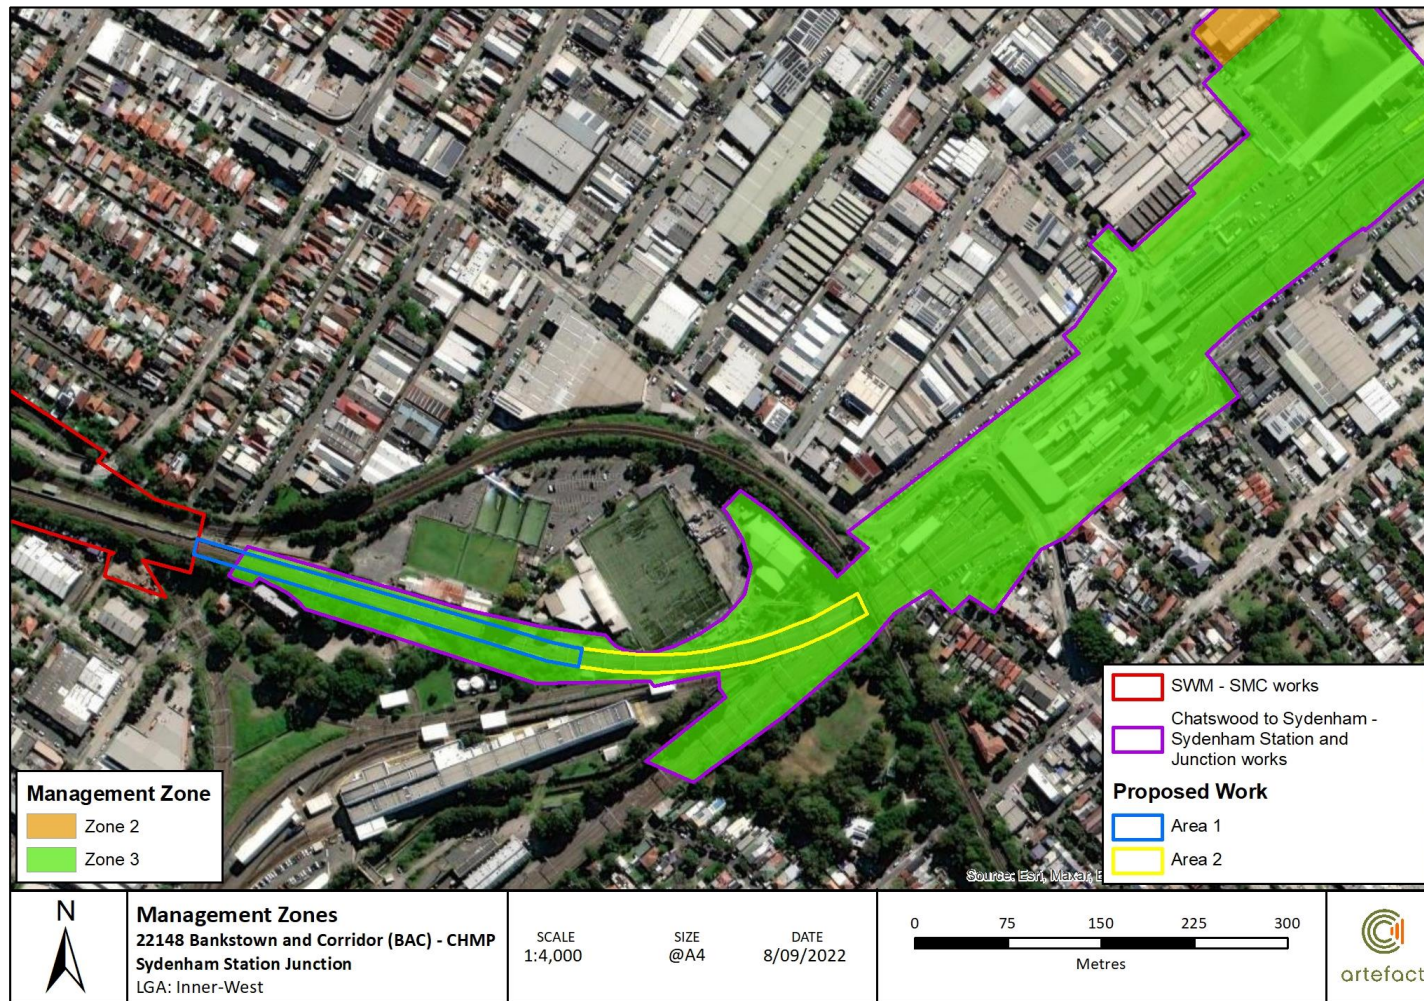 SWM - SMC works
Chatswood to Sydenham -
Sydenham Station and
Junction works
Proposed Work
Area 1
Area 2
Management Zone
Zone 2
Zone 3
Source: Esri, Maxar,
N
Management Zones
22148 Bankstown and Corridor (BAC) - CHMP
Sydenham Station Junction
LGA: Inner-West
SCALE
1:4,000
SIZE
@A4
DATE
8/09/2022
0 75 150 225 300
Metres
artefact